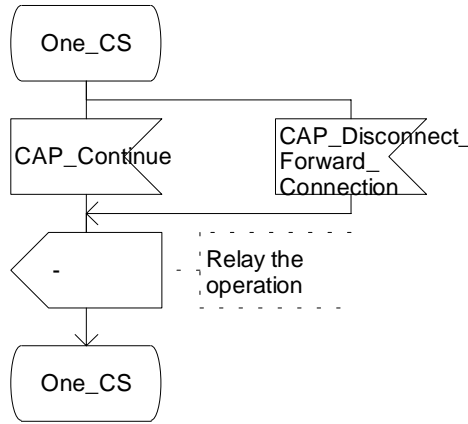 One_CS
CAP_Continue
CAP_Disconnect_
Forward_
Connection
-
Relay the
operation
One_CS